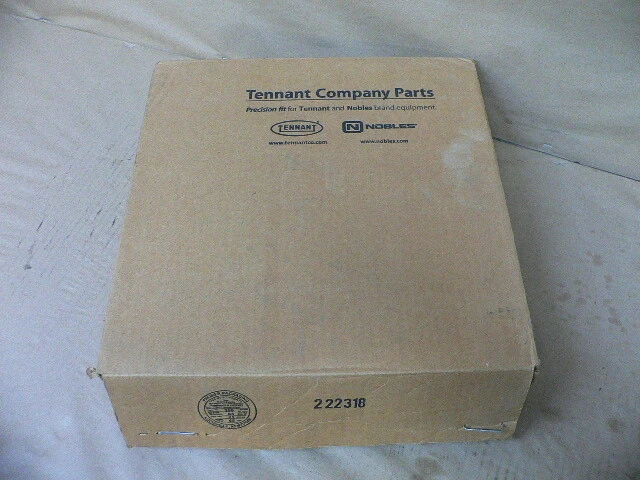 Tennant Company Parts
Precision fit for Tennant and Nobles brand equipment.
TENNANT
N NOBLES
www.tennantco.com
www.nobles.com
222318